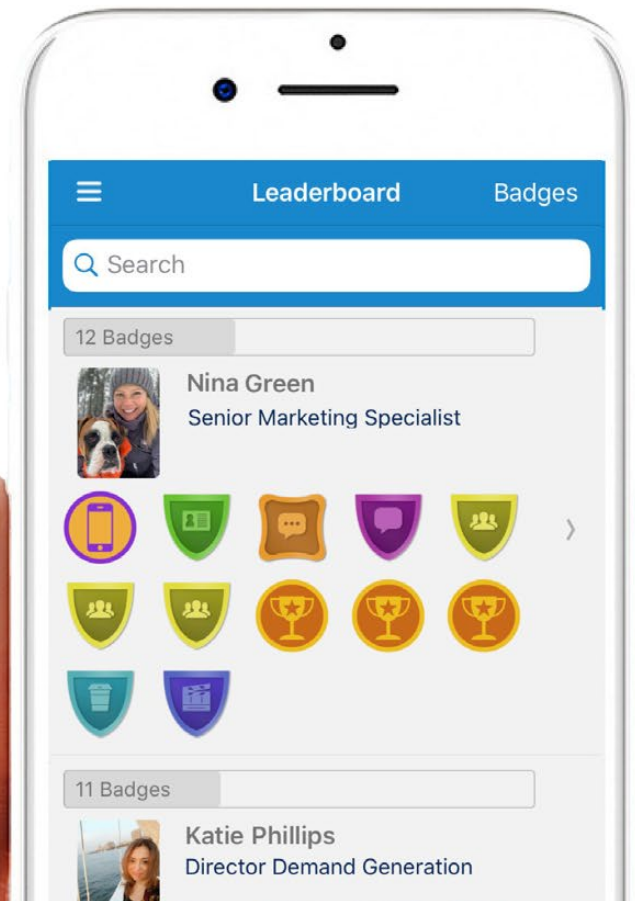 Leaderboard Badges
Search
12 Badges
Nina Green
Senior Marketing Specialist
11 Badges
Katie Phillips
Director Demand Generation